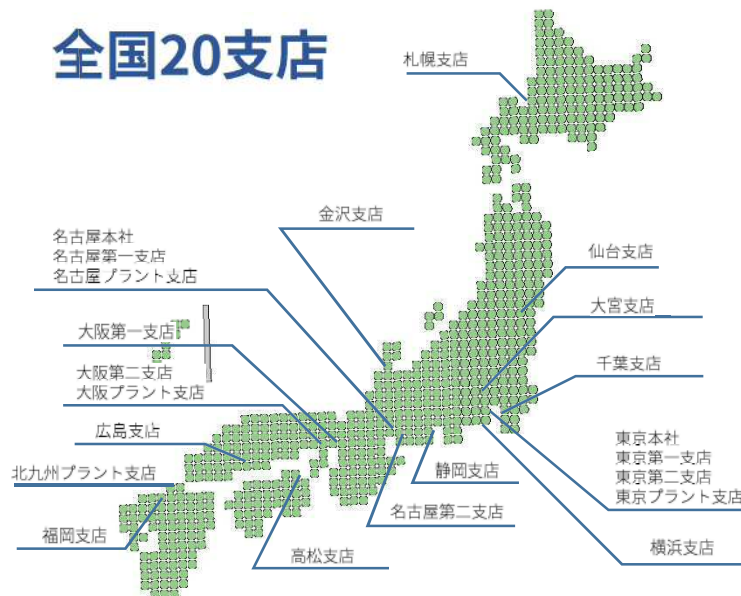 全国20支店
札幌支店
金沢支店
名古屋本社
名古屋第一支店
名古屋プラント支店
仙台支店
大宮支店
大阪第一支店
大阪第二支店
大阪プラント支店
千葉支店
広島支店
東京本社
東京第一支店
東京第二支店
東京プラント支店
北九州プラント支店
静岡支店
名古屋第二支店
福岡支店
高松支店
横浜支店